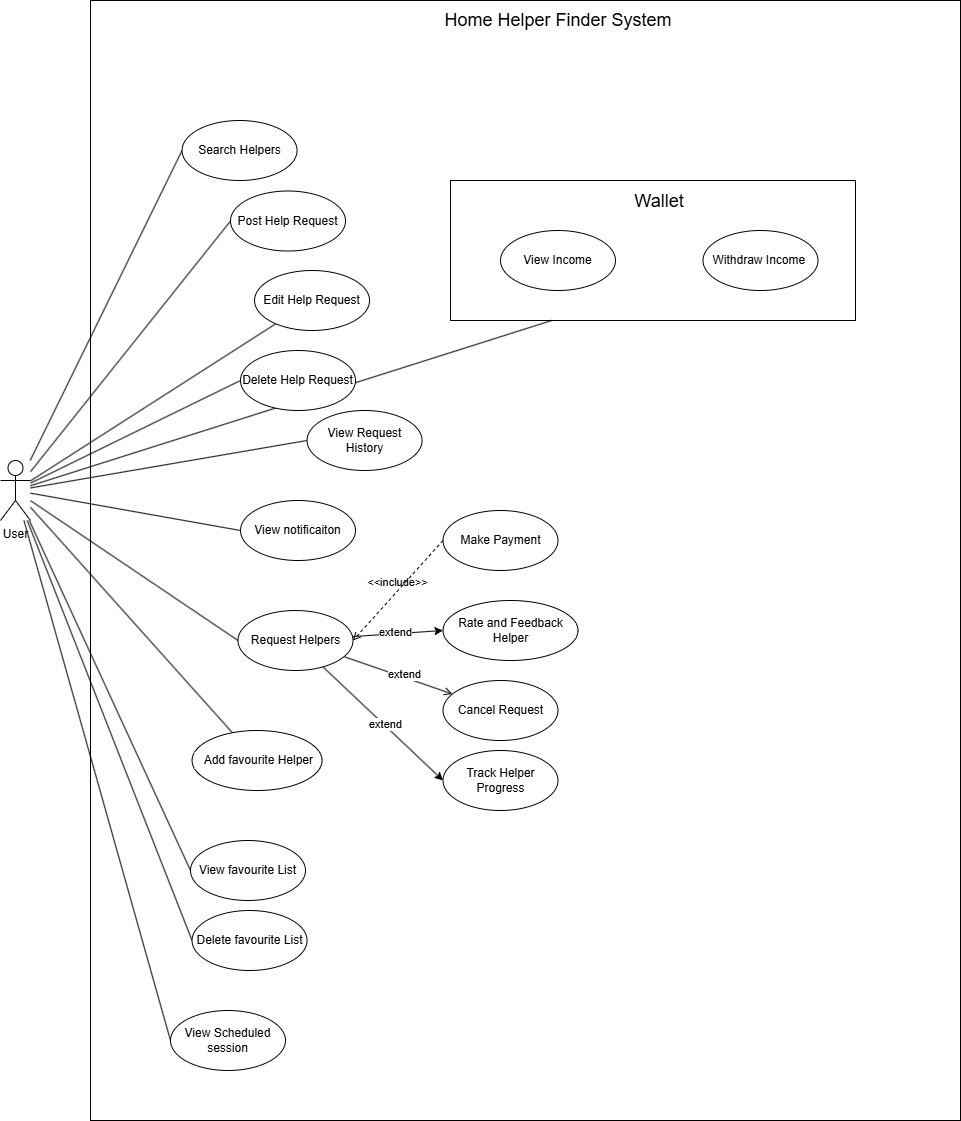 Home Helper Finder System
Search Helpers
Post Help Request
Wallet
View Income
Withdraw Income
Edit Help Request
Delete Help Request
View Request
History
User
View notificaiton
Make Payment
<<include>>
Request Helpers
extend
Rate and Feedback
Helper
extend
Cancel Request
extend
Add favourite Helper
Track Helper
Progress
View favourite List
Delete favourite List
View Scheduled
session